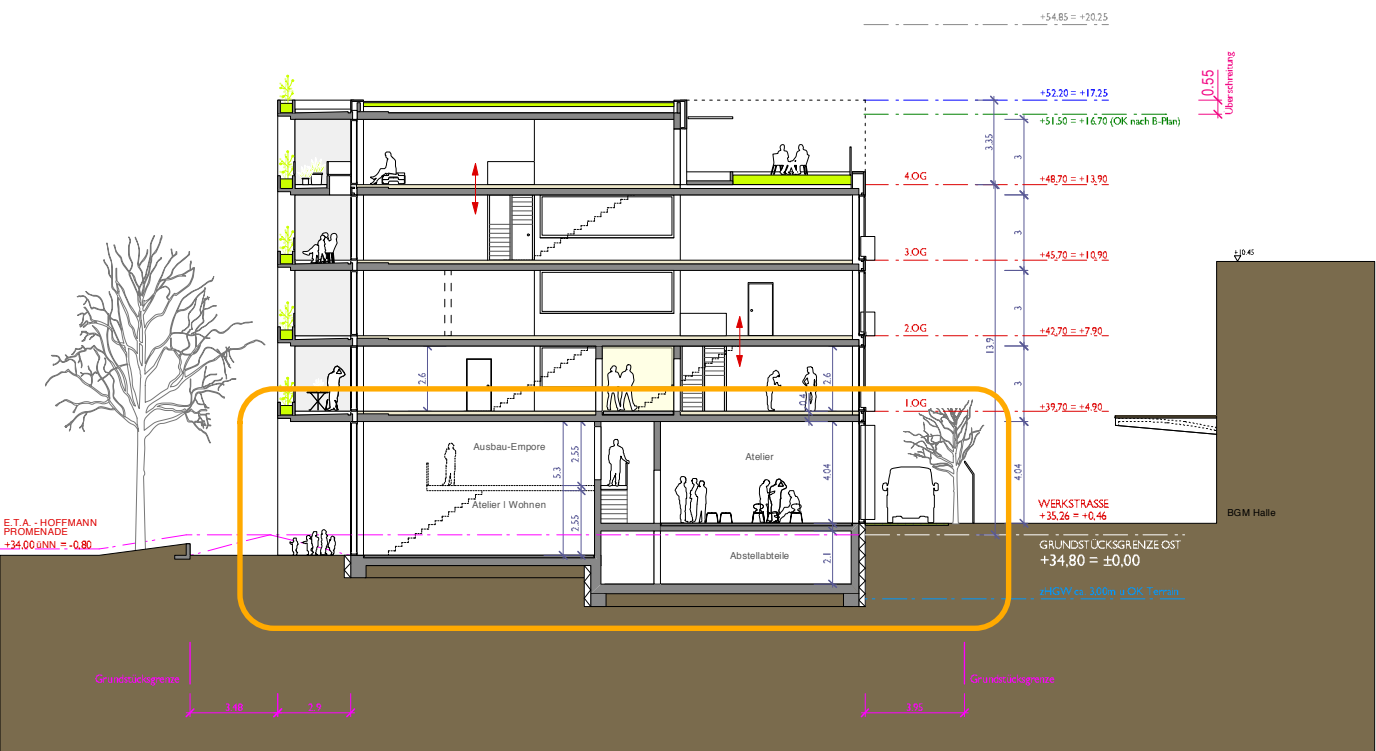 +54.85 = +20.25
0.55
Überschreitung
+52.20 = +17.25
+51.50 = +16.70 (OK nach B-Plan)
3.35
3
4.OG
+48.70 = +13.90
3
3.OG
+45.70 = +10.90
+10.45
3
2.OG
+42.70 = +7.90
13.9
2.6
2.6
3
0.4
1.OG
+39.70 = +4.90
Ausbau-Empore
2.55
5.3
Atelier
4.04
4.04
Atelier I Wohnen
2.55
WERKSTRASSE
+35.26 = +0,46
BGM Halle
E.T.A. - HOFFMANN
PROMENADE
+34.00üNN = -0.80
GRUNDSTÜCKSGRENZE OST
+34,80 = ±0,00
Abstellabteile
2.1
Grundstücksgrenze
Grundstücksgrenze